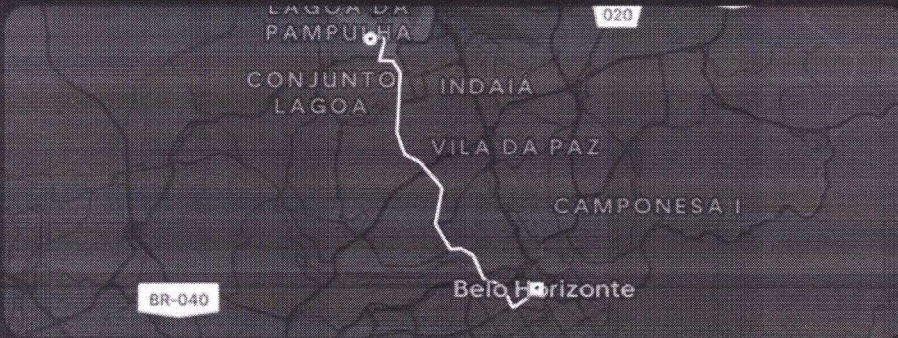 LAGOA DA
PAMPULHA
020
CONJUNTO
LAGOA
INDAIÁ
VILA DA PAZ
CAMPONESA I
Belo Horizonte
BR-040